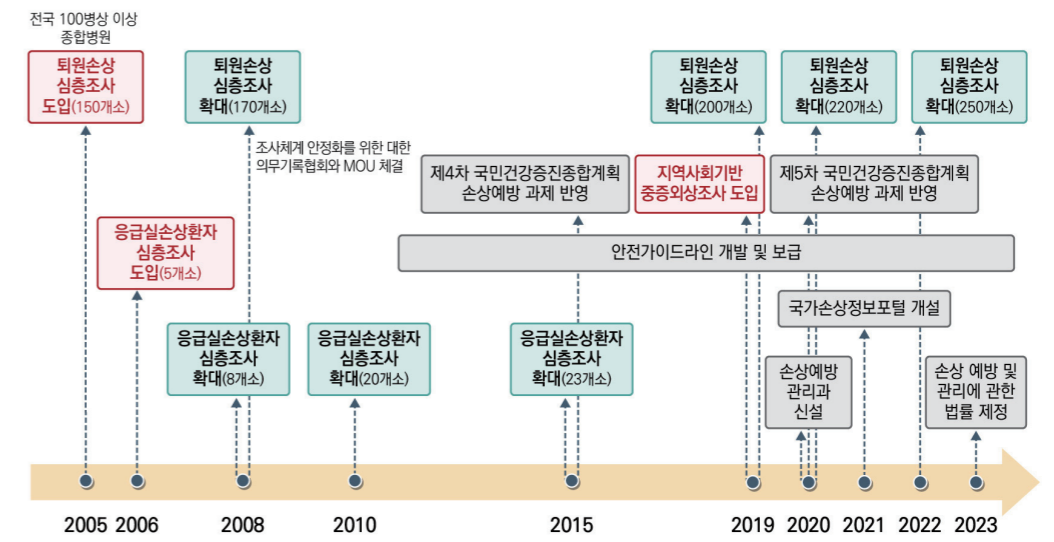 전국 100병상 이상
종합병원
퇴원손상
심층조사
도입(150개소)
퇴원손상
심층조사
확대(170개소)
퇴원손상
심층조사
확대(200개소)
퇴원손상
심층조사
확대(220개소)
퇴원손상
심층조사
확대(250개소)
조사체계 안정화를 위한 대한
의무기록협회와 MOU 체결
제4차 국민건강증진종합계획
손상예방 과제 반영
지역사회기반
중증외상조사 도입
제5차 국민건강증진종합계획
손상예방 과제 반영
응급실손상환자
심층조사
도입(5개소)
안전가이드라인 개발 및 보급
국가손상정보포털 개설
응급실손상환자
심층조사
확대(8개소)
응급실손상환자
심층조사
확대(20개소)
응급실손상환자
심층조사
확대(23개소)
손상예방
관리과
신설
손상 예방 및
관리에 관한
법률 제정
2005 2006 2008 2010 2015 2019 2020 2021 2022 2023